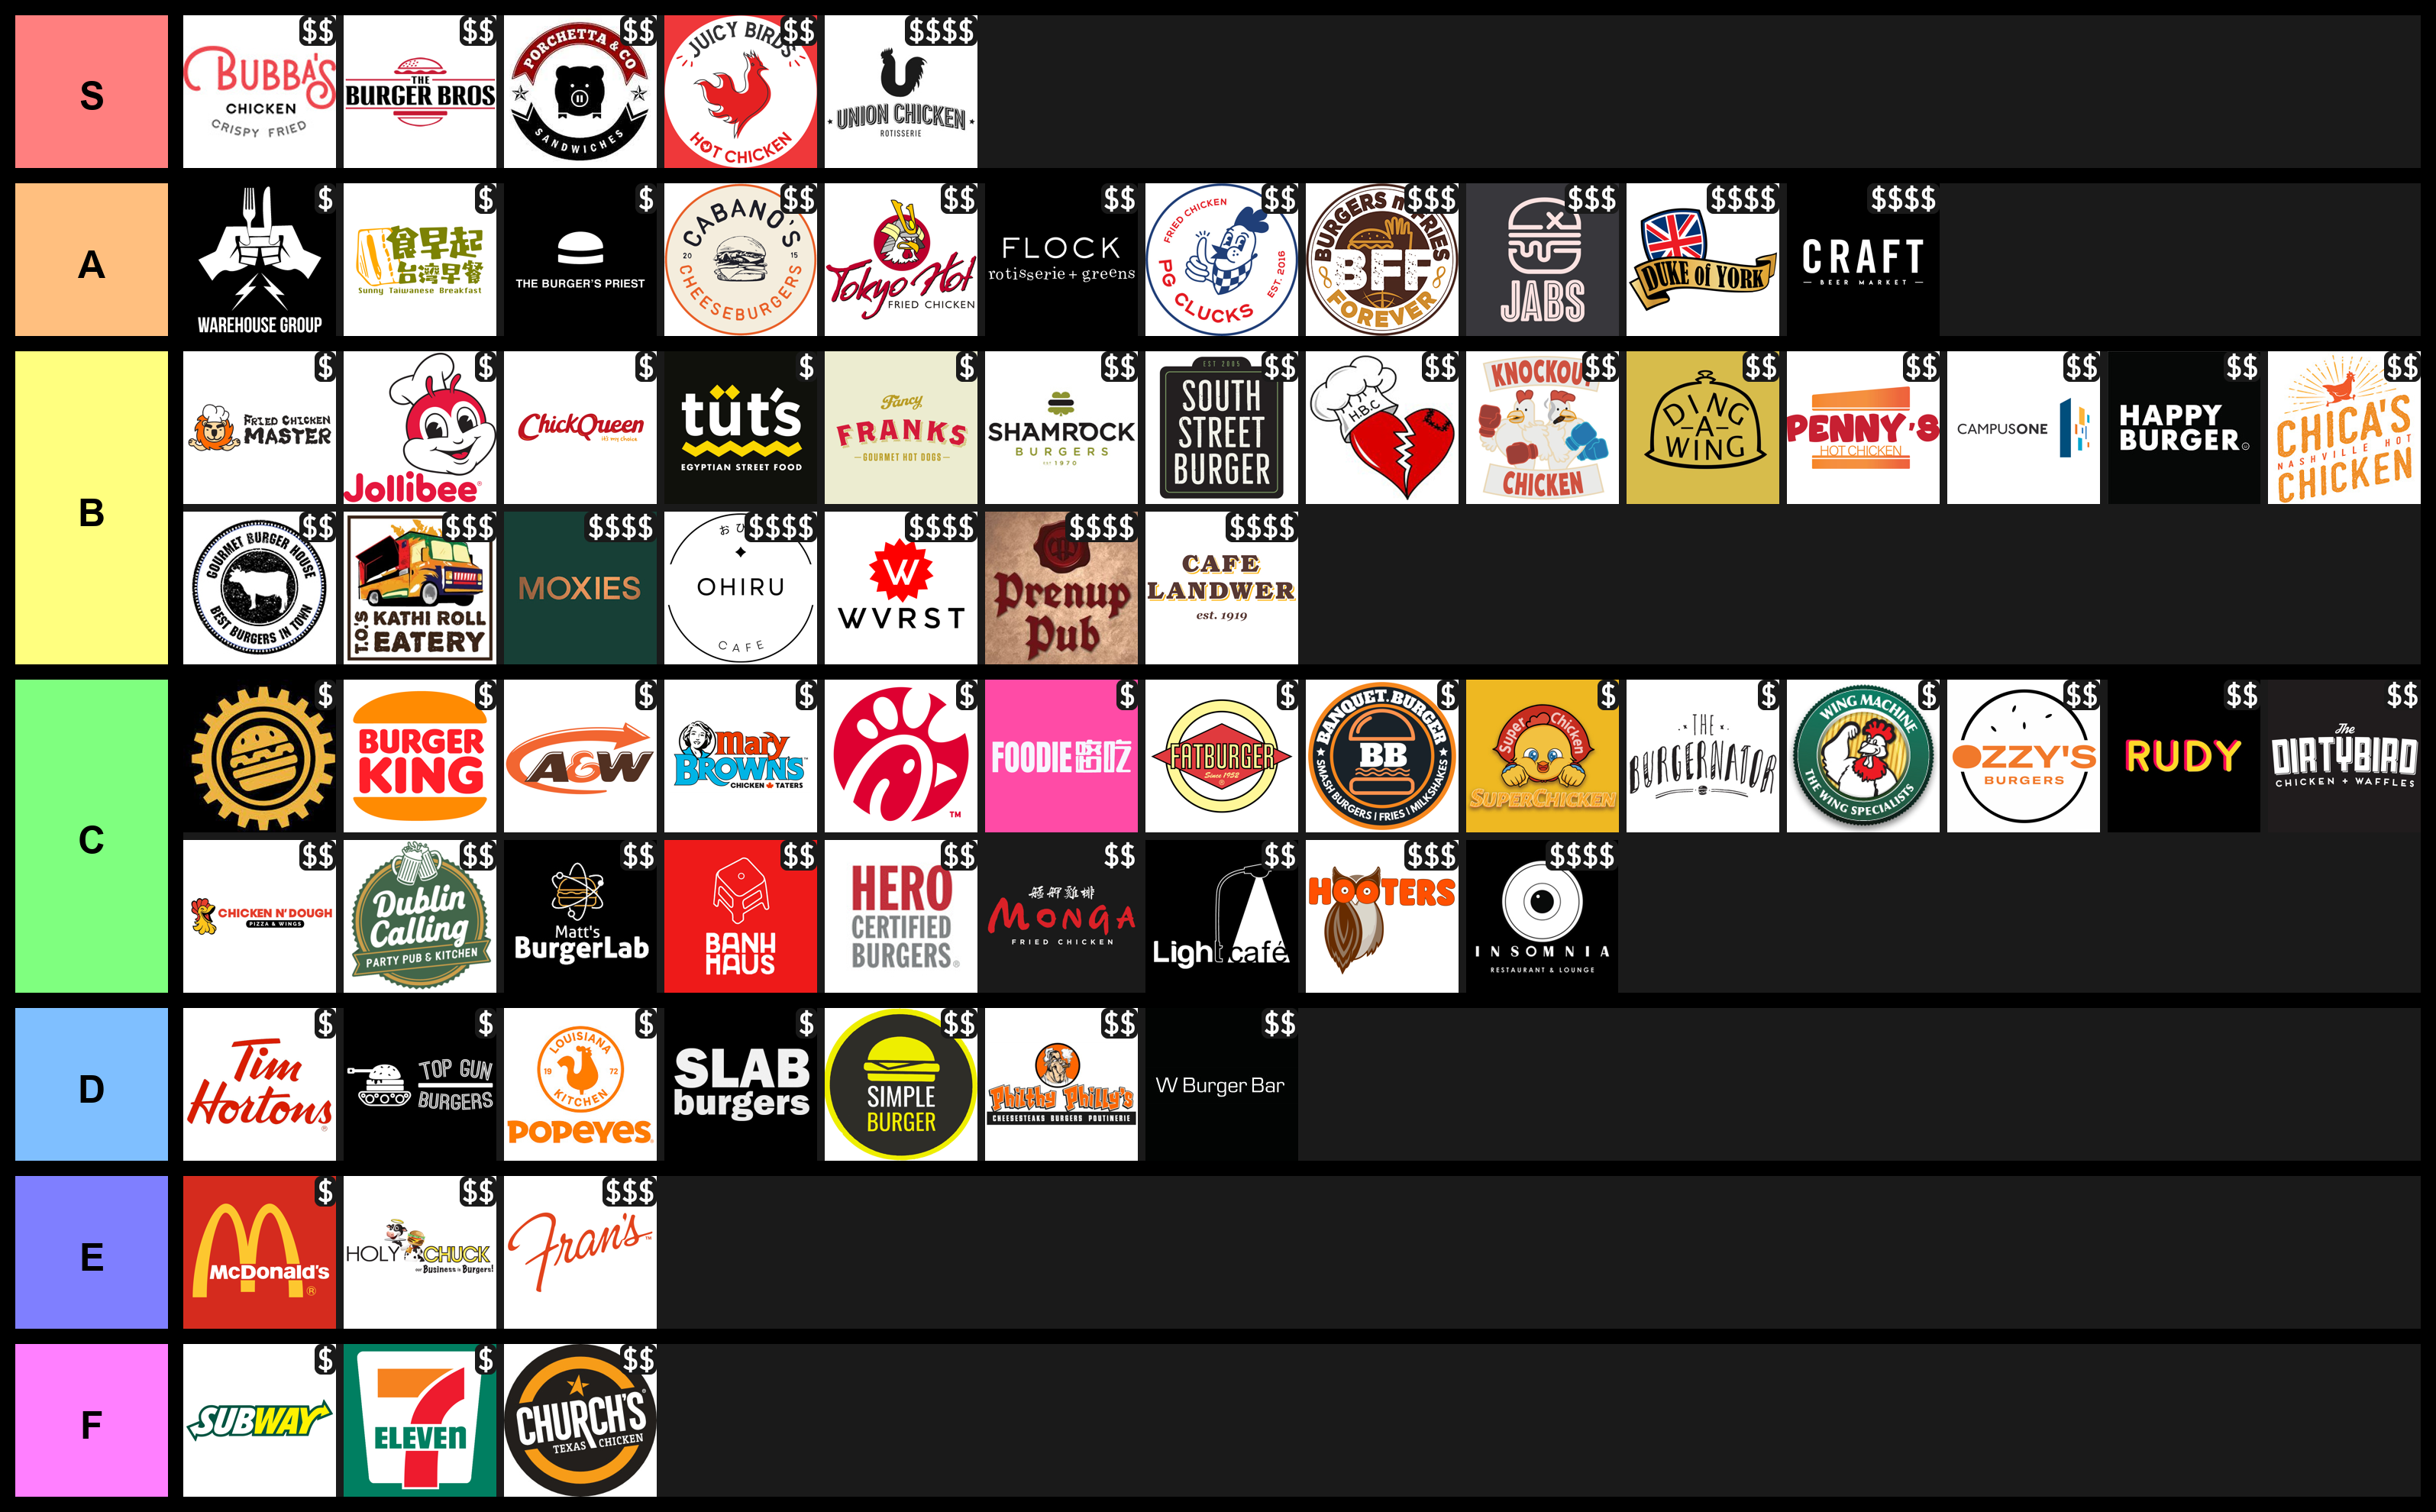 S
$$
BUBBA'S
CHICKEN
CRISPY FRIED
$$
THE
BURGER BROS
$$
PORCHETTA & CO
SANDWICHES
$$
JUICY BIRDS
HOT CHICKEN
$$$$
UNION CHICKEN
ROTISSERIE
A
$
WAREHOUSE GROUP
$
食早起
台湾早餐
Sunny Taiwanese Breakfast
$
THE BURGER'S PRIEST
$$
CABANO'S
20 15
CHEESEBURGERS
$$
Tokyo Hot
FRIED CHICKEN
$$
FLOCK
rotisserie + greens
$$
FRIED CHICKEN
PG CLUCKS
EST. 2016
$$$
BURGERS n' FRIES
BFF
FOREVER
$$$
JABS
$$$$
DUKE of YORK
$$$$
CRAFT
BEER MARKET
B
$
FRIED CHICKEN
MASTER
$
Jollibee
$
ChickQueen
it's my choice
$
tüt's
EGYPTIAN STREET FOOD
$
Fancy
FRANKS
GOURMET HOT DOGS
$$
SHAMROCK
BURGERS
EST 1970
$$
EST 2005
SOUTH
STREET
BURGER
$$
H.B.C
$$
KNOCKOUT
CHICKEN
$$
DING
-A-
WING
$$
PENNY'S
HOT CHICKEN
$$
CAMPUSONE
$$
HAPPY
BURGER
$$
CHICA'S
NASHVILLE HOT
CHICKEN
$$
GOURMET BURGER HOUSE
BEST BURGERS IN TOWN
$$$
T.O.'S
KATHI ROLL
EATERY
$$$$
MOXIES
$$$$
おひ
OHIRU
CAFE
$$$$
W
WVRST
$$$$
Prenup
Pub
$$$$
CAFE
LANDWER
est. 1919
C
$
$
BURGER
KING
$
A&W
$
mary
BROWN'S
CHICKEN TATERS
$
TM
$
FOODIE
$
FATBURGER
Since 1952
$
BANQUET BURGER
BB
SMASH BURGERS | FRIES | MILKSHAKES
$
Super Chicken
SUPERCHICKEN
$
THE
BURGERNATOR
$
WING MACHINE
THE WING SPECIALISTS
$$
OZZY'S
BURGERS
$$
RUDY
$$
The
DIRTYBIRD
CHICKEN + WAFFLES
$$
CHICKEN N' DOUGH
PIZZA & WINGS
$$
Dublin
Calling
PARTY PUB & KITCHEN
$$
Matt's
BurgerLab
$$
BANH
HAUS
$$
HERO
CERTIFIED
BURGERS
$$
艋舺雞排
MONGA
FRIED CHICKEN
$$
Light café
$$$
HOOTERS
$$$$
INSOMNIA
RESTAURANT & LOUNGE
D
$
Tim
Hortons
$
TOP GUN
BURGERS
$
LOUISIANA
19 72
KITCHEN
POPEYES
$
SLAB
burgers
$$
SIMPLE
BURGER
$$
Philthy Philly's
CHEESESTEAKS BURGERS POUTINERIE
$$
W Burger Bar
E
$
McDonald's
$$
HOLY CHUCK
our Business is Burgers!
$$$
Fran's
F
$
SUBWAY
$
7
ELEVEn
$$
CHURCH'S
TEXAS CHICKEN